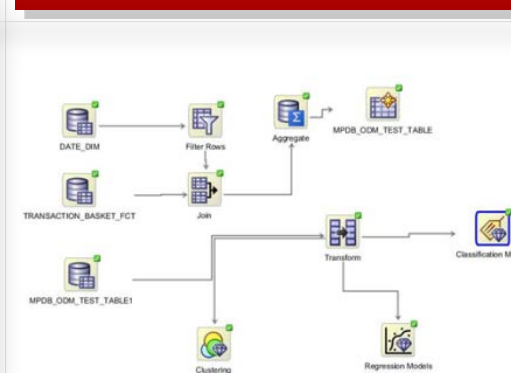 DATE_DIM
Filter Rows
Aggregate
MPDB_ODM_TEST_TABLE
TRANSACTION_BASKET_FCT
Join
MPDB_ODM_TEST_TABLE1
Transform
Classification M
Clustering
Regression Models